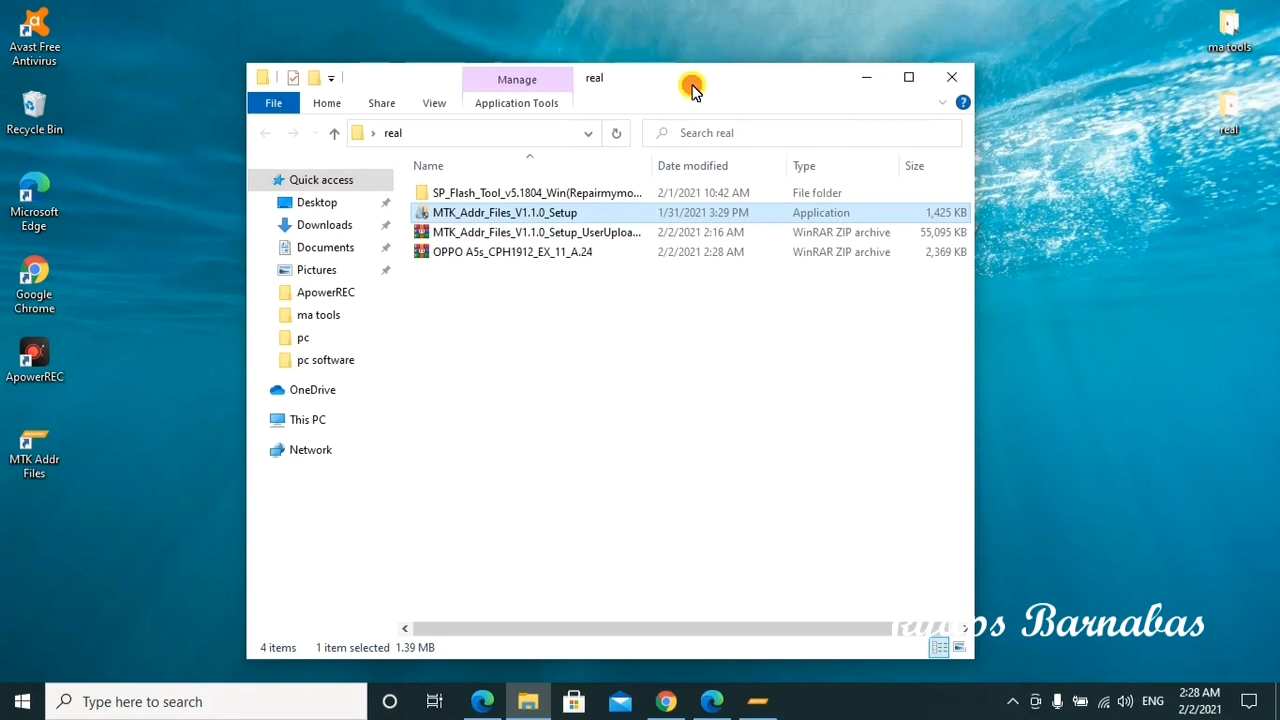 Avast Free
Antivirus
Recycle Bin
Microsoft
Edge
Google
Chrome
ApowerREC
MTK Addr
Files
ma tools
real
Manage
real
File
Home
Share
View
Application Tools
real
Search real
Name
Date modified
Type
Size
Quick access
Desktop
Downloads
Documents
Pictures
ApowerREC
ma tools
pc
pc software
OneDrive
This PC
Network
SP_Flash_Tool_v5.1804_Win(Repairmymo... 2/1/2021 10:42 AM File folder
MTK_Addr_Files_V1.1.0_Setup 1/31/2021 3:29 PM Application 1,425 KB
MTK_Addr_Files_V1.1.0_Setup_UserUploa... 2/2/2021 2:16 AM WinRAR ZIP archive 55,095 KB
OPPO A5s_CPH1912_EX_11_A.24 2/2/2021 2:28 AM WinRAR ZIP archive 2,369 KB
Barnabas
4 items 1 item selected 1.39 MB
Type here to search
ENG
2:28 AM
2/2/2021